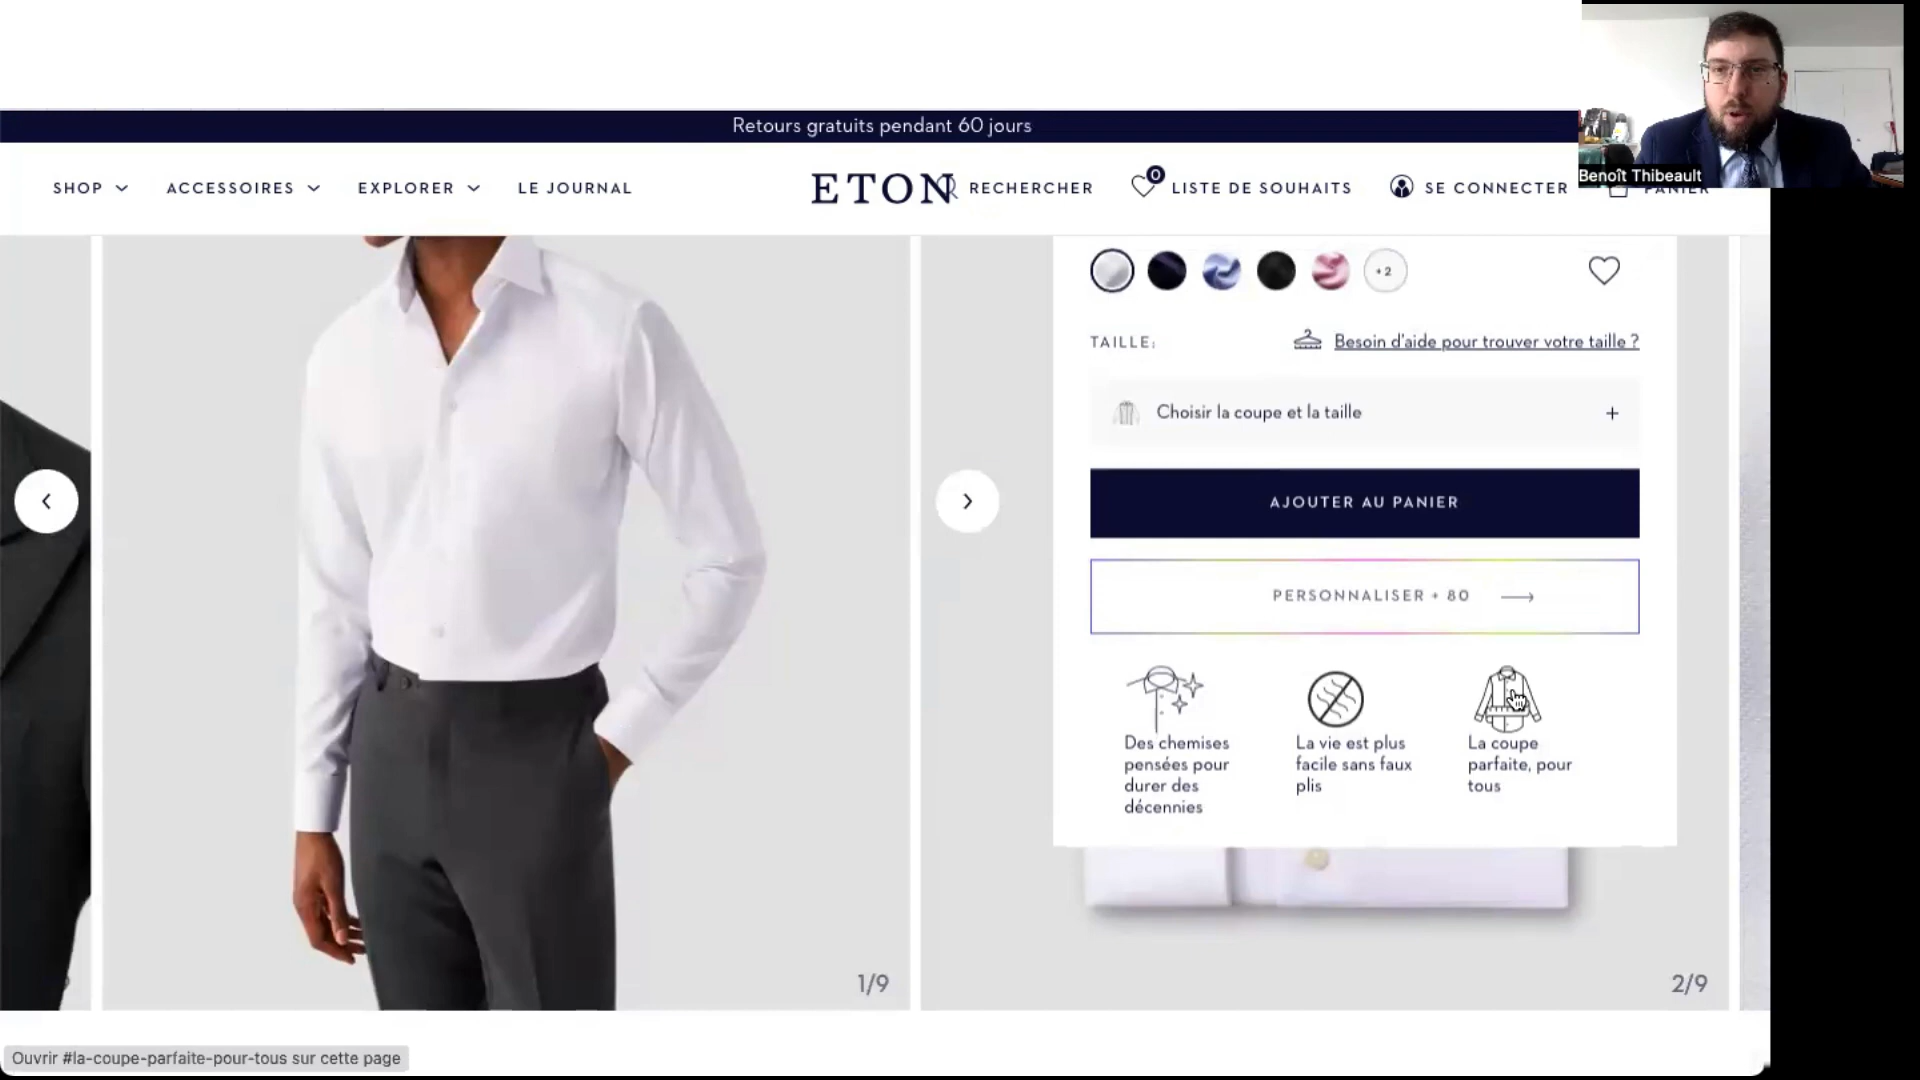 Retours gratuits pendant 60 jours
SHOP
ACCESSOIRES
EXPLORER
LE JOURNAL
ETON
RECHERCHER
0
LISTE DE SOUHAITS
SE CONNECTER
PANIER
Benoît Thibeault
+2
TAILLE:
Besoin d'aide pour trouver votre taille ?
Choisir la coupe et la taille
+
AJOUTER AU PANIER
PERSONNALISER + 80
Des chemises
pensées pour
durer des
décennies
La vie est plus
facile sans faux
plis
La coupe
parfaite, pour
tous
1/9
2/9
Ouvrir #la-coupe-parfaite-pour-tous sur cette page